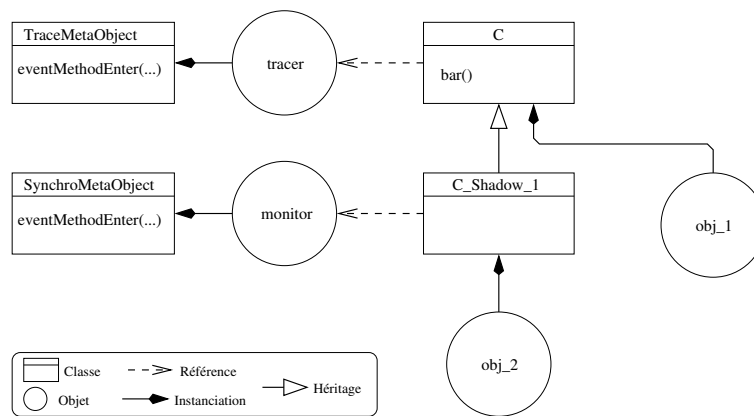 TraceMetaObject
eventMethodEnter(...)
tracer
C
bar()
SynchroMetaObject
eventMethodEnter(...)
monitor
C_Shadow_1
obj_1
obj_2
Classe
Référence
Héritage
Objet
Instanciation